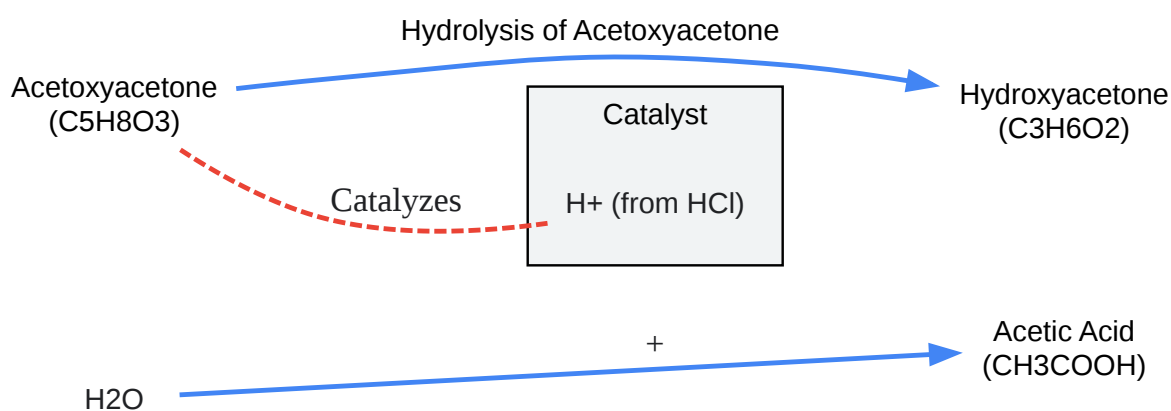 Hydrolysis of Acetoxyacetone
Acetoxyacetone
(C5H8O3)
Hydroxyacetone
(C3H6O2)
Catalyst
Catalyzes
H+ (from HCl)
+
Acetic Acid
(CH3COOH)
H2O